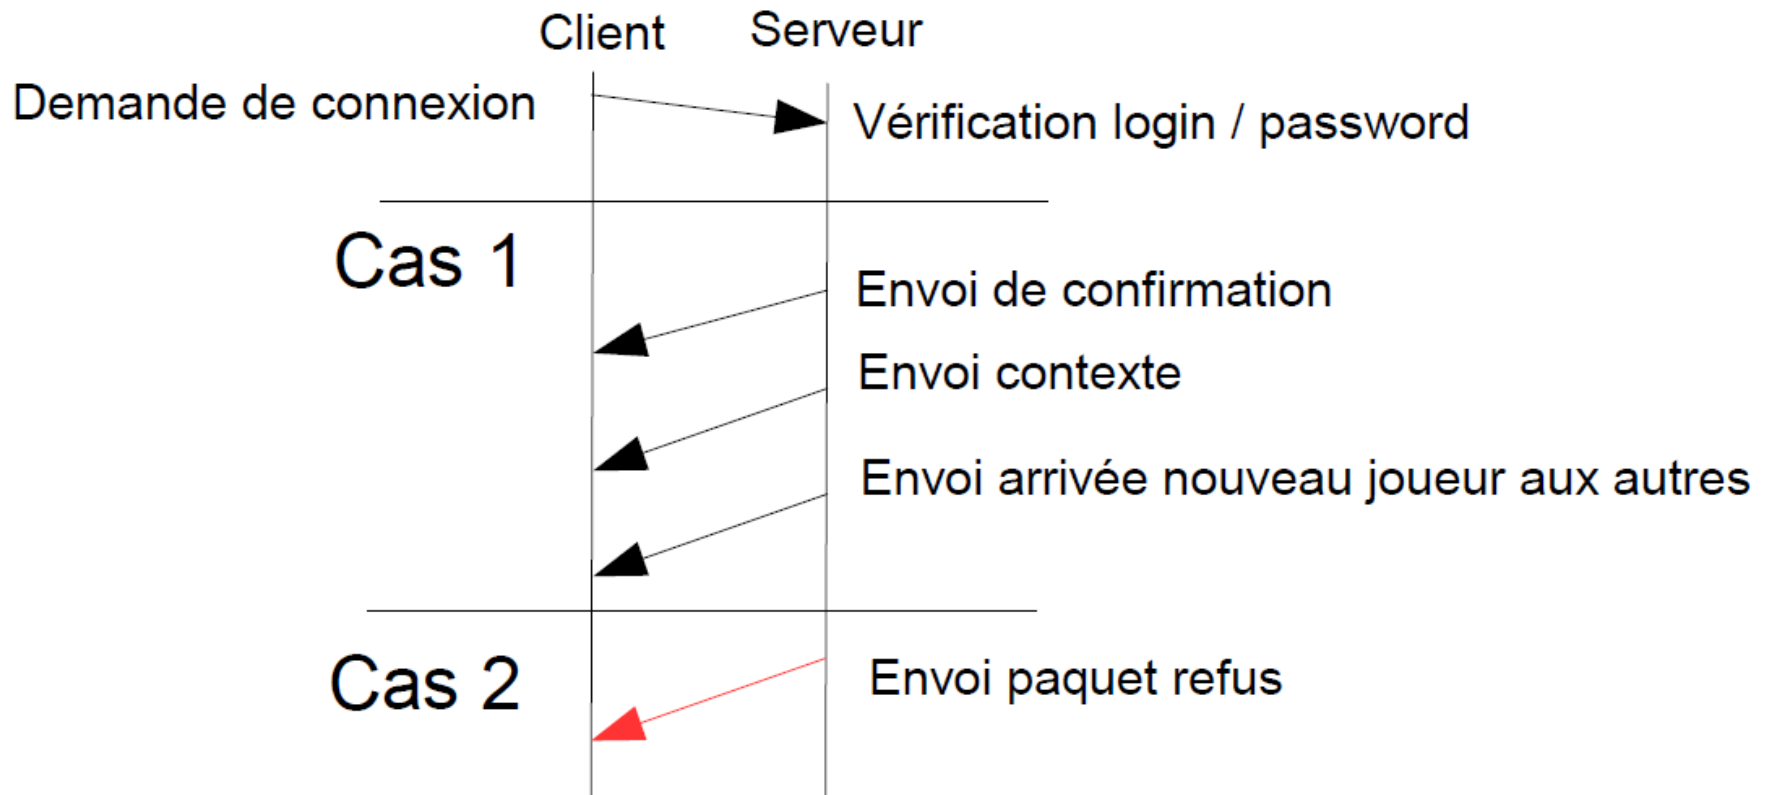 Client
Serveur
Demande de connexion
Vérification login / password
Cas 1
Envoi de confirmation
Envoi contexte
Envoi arrivée nouveau joueur aux autres
Cas 2
Envoi paquet refus